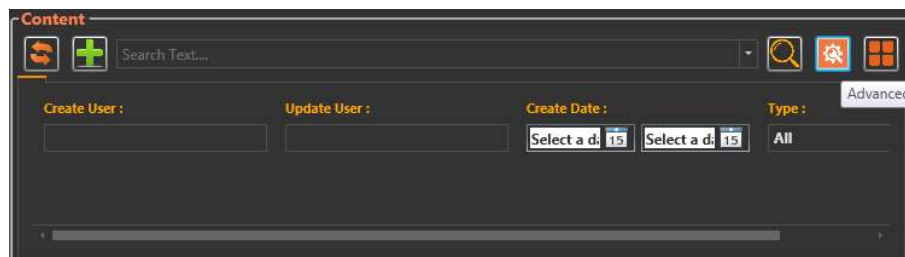 Content
Search Text....
Advanced
Create User :
Update User :
Create Date :
Type :
Select a d
15
Select a d
15
All